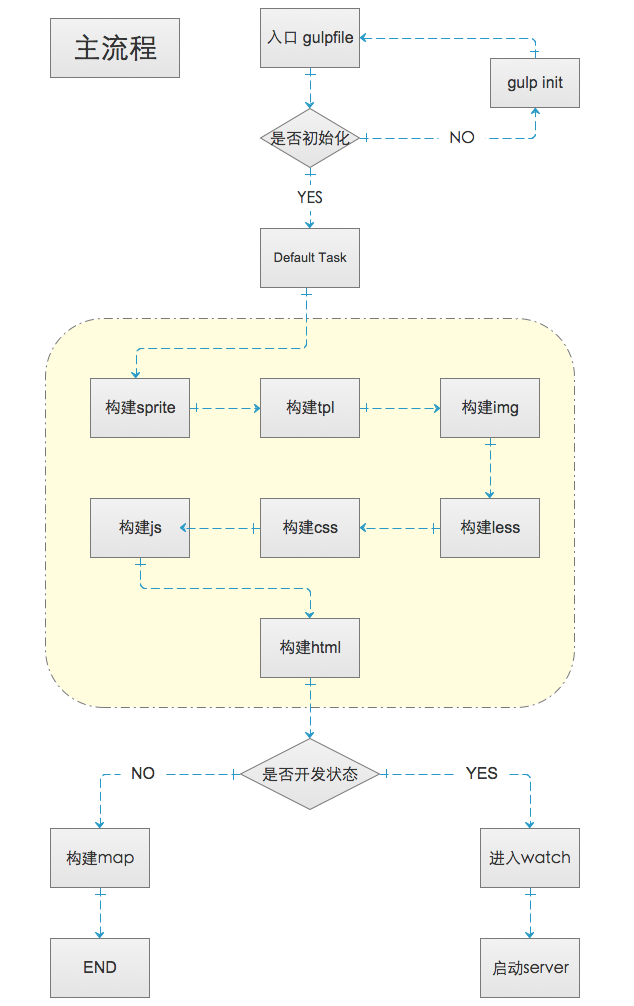 主流程
入口 gulpfile
gulp init
是否初始化
NO
YES
Default Task
构建sprite
构建tpl
构建img
构建js
构建css
构建less
构建html
是否开发状态
NO
YES
构建map
进入watch
END
启动server